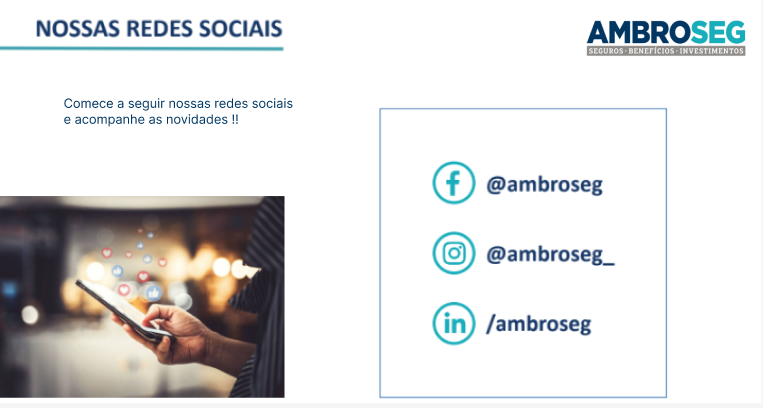 NOSSAS REDES SOCIAIS
AMBROSEG
SEGUROS · BENEFÍCIOS · INVESTIMENTOS
Comece a seguir nossas redes sociais
e acompanhe as novidades !!
@ambroseg
@ambroseg_
/ambroseg